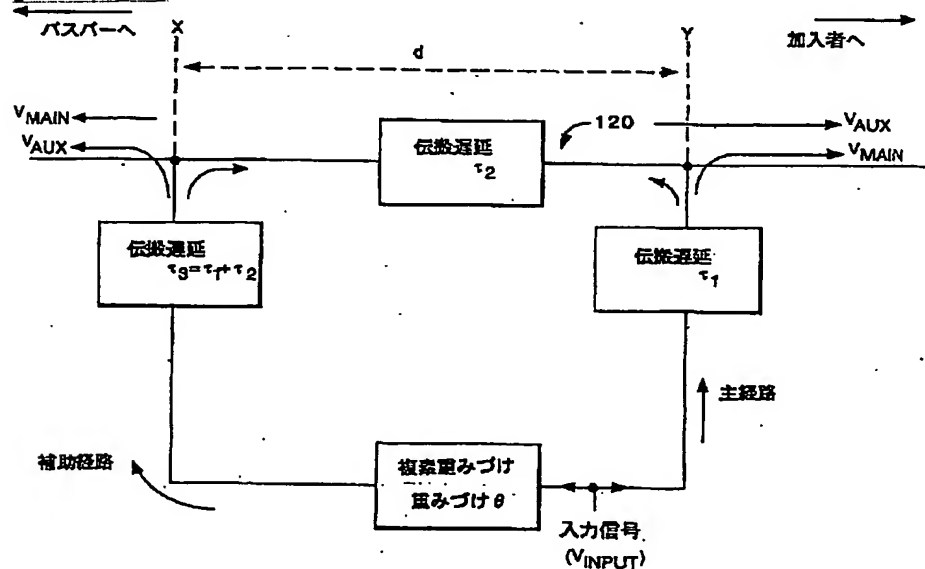 バスバーへ
X
Y
加入者へ
d
VMAIN
VAUX
120
VAUX
VMAIN
伝搬遅延
τ2
伝搬遅延
τ3=τ1+τ2
伝搬遅延
τ1
主経路
補助経路
複素重みづけ
重みづけθ
入力信号
(VINPUT)